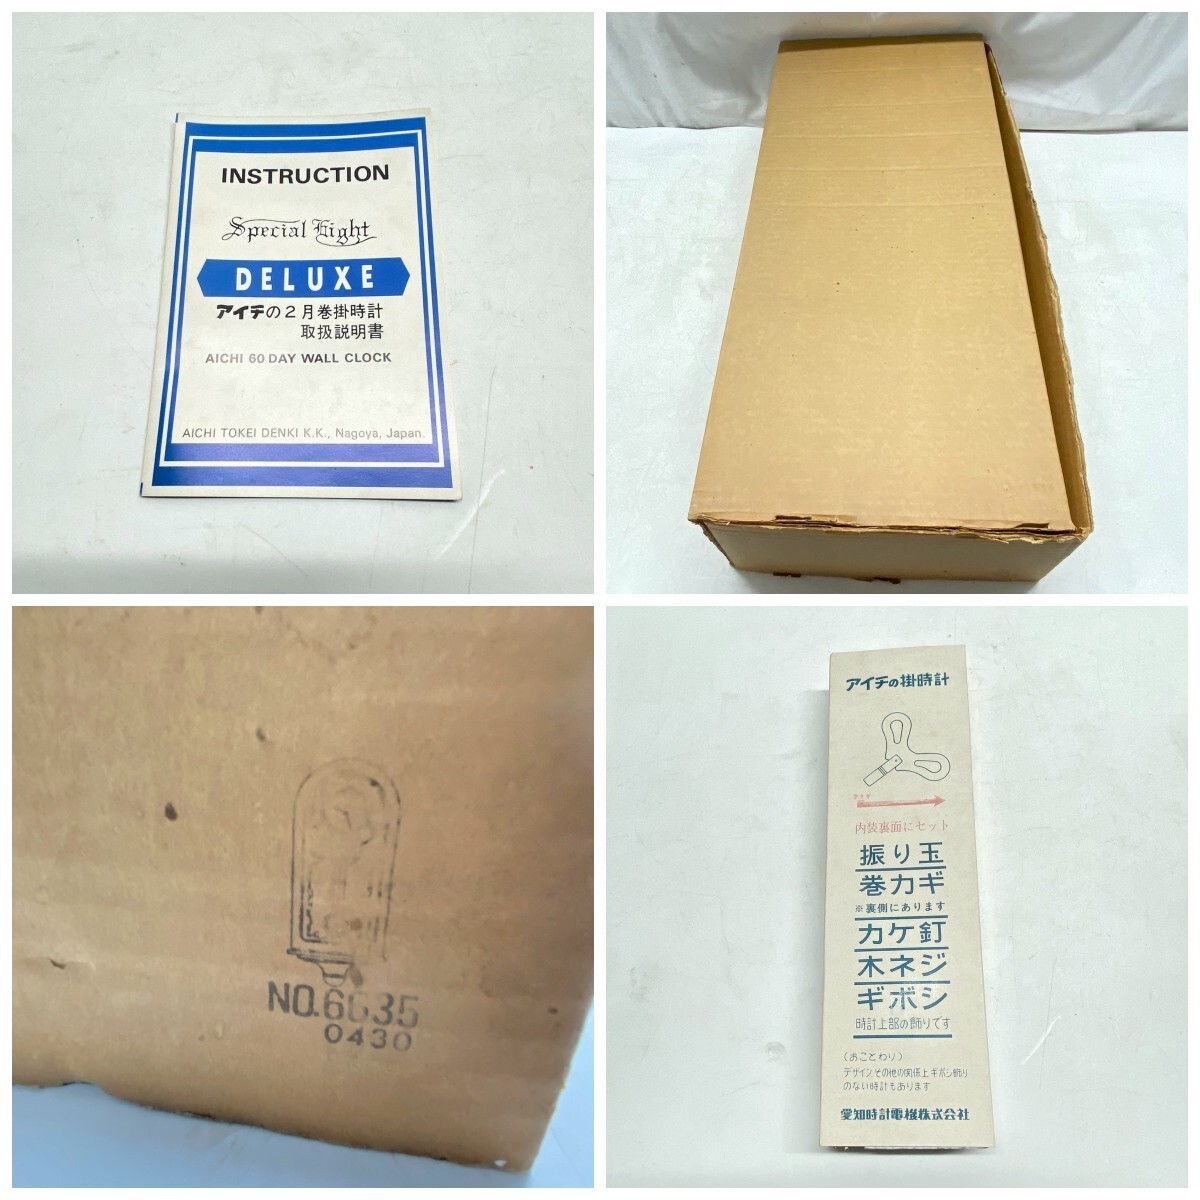 INSTRUCTION
Special Eight
DELUXE
アイチの2月巻掛時計
取扱説明書
AICHI 60 DAY WALL CLOCK
AICHI TOKEI DENKI K.K., Nagoya, Japan.
0430
アイチの掛時計
内装裏面にセット
振り玉
巻カギ
※裏側にあります
カケ釘
木ネジ
ギボシ
時計上部の飾りです
(おことわり)
デザイン、その他の関係上ギボシ飾り
のない時計もあります
愛知時計電機株式会社